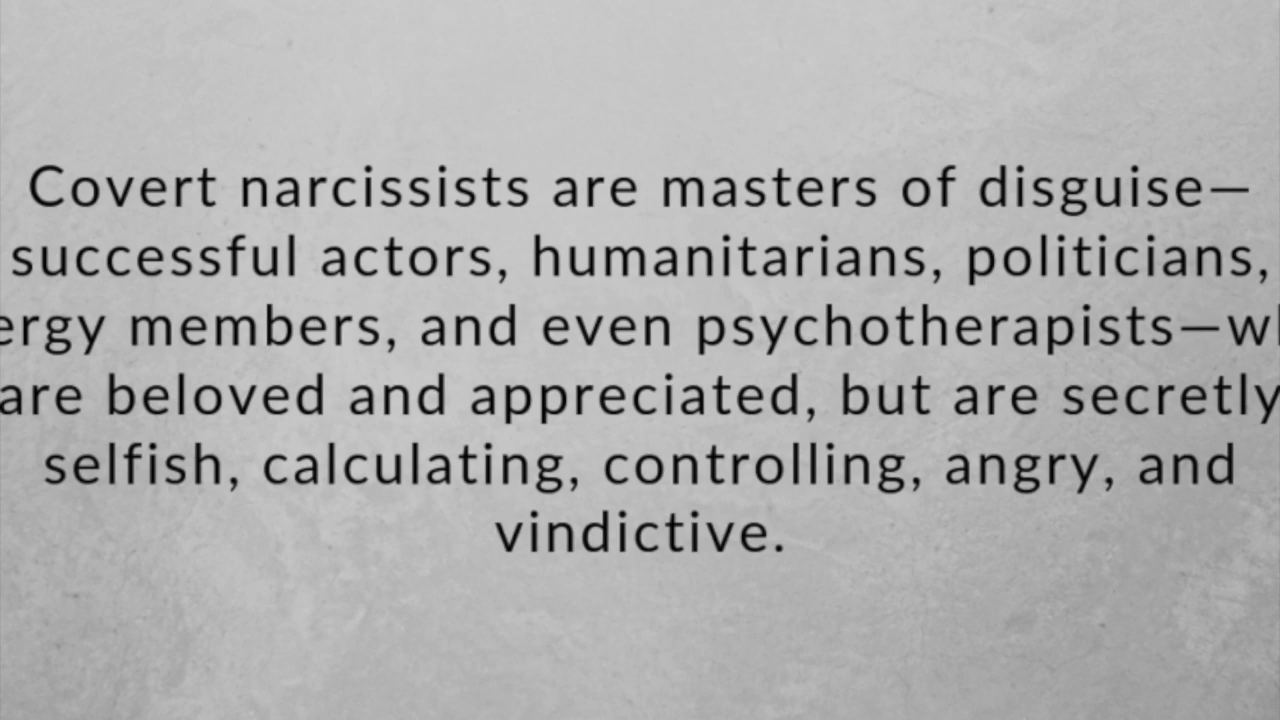 Covert narcissists are masters of disguise—
successful actors, humanitarians, politicians,
ergy members, and even psychotherapists—w
are beloved and appreciated, but are secretly
selfish, calculating, controlling, angry, and
vindictive.